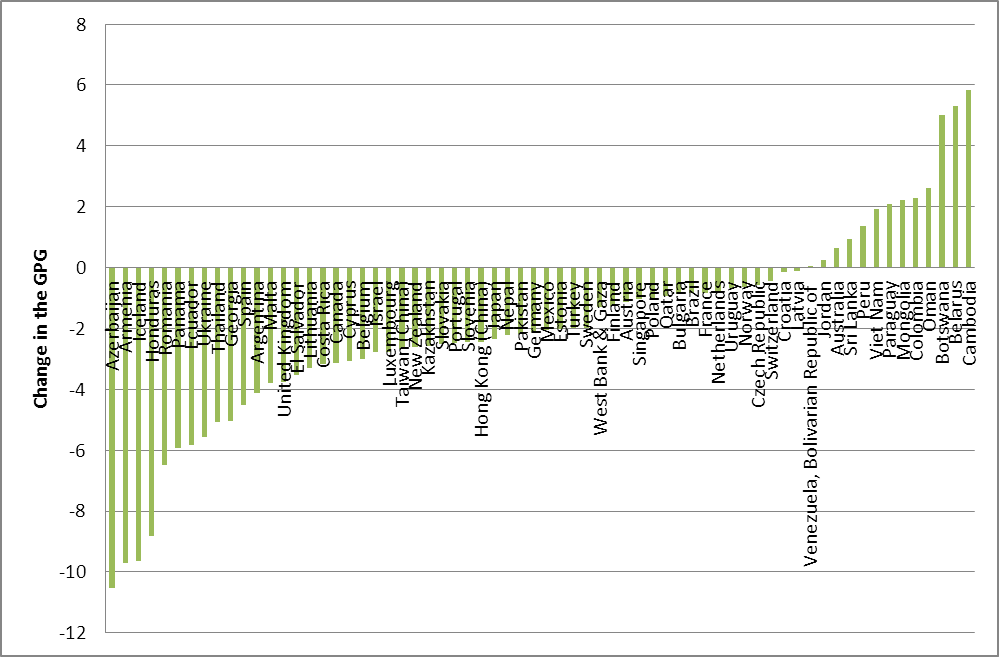 8
6
4
2
0
-2
-4
-6
-8
-10
-12
Change in the GPG
Azerbaijan
Armenia
Iceland
Honduras
Romania
Panama
Ecuador
Ukraine
Thailand
Georgia
Spain
Argentina
Malta
United Kingdom
El Salvador
Lithuania
Costa Rica
Canada
Cyprus
Belgium
Israel
Luxembourg
Taiwan (China)
New Zealand
Kazakhstan
Slovakia
Portugal
Slovenia
Hong Kong (China)
Japan
Nepal
Pakistan
Germany
Mexico
Estonia
Turkey
Sweden
West Bank & Gaza
Finland
Austria
Singapore
Poland
Qatar
Bulgaria
Brazil
France
Netherlands
Uruguay
Norway
Czech Republic
Switzerland
Croatia
Latvia
Venezuela, Bolivarian Republic of
Jordan
Australia
Sri Lanka
Peru
Viet Nam
Paraguay
Mongolia
Colombia
Oman
Botswana
Belarus
Cambodia